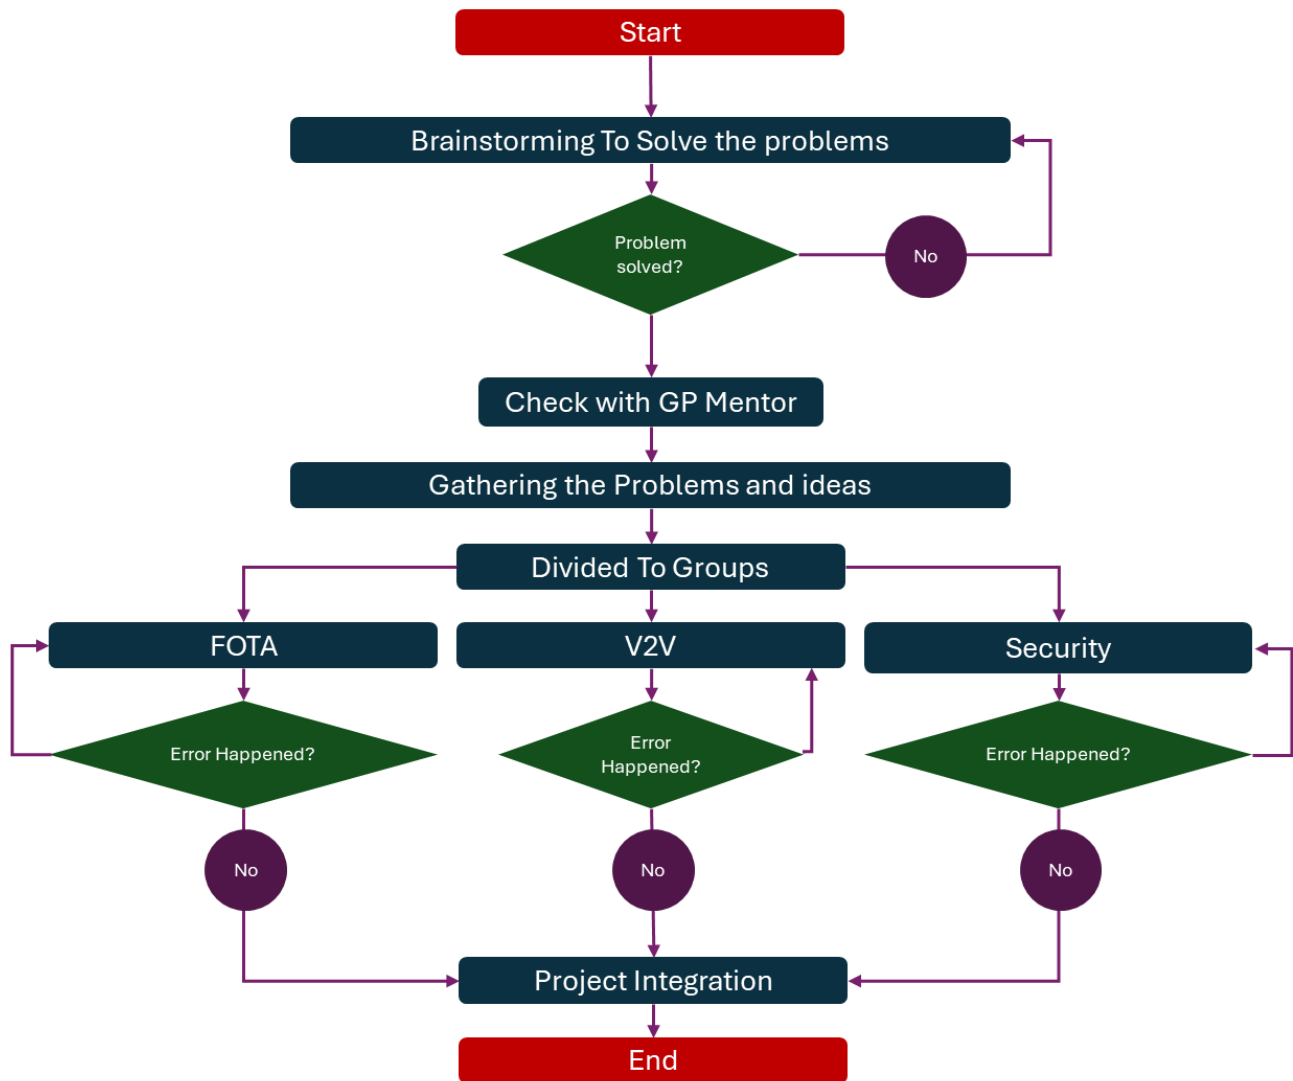 Start
Brainstorming To Solve the problems
Problem
solved?
No
Check with GP Mentor
Gathering the Problems and ideas
Divided To Groups
FOTA
V2V
Security
Error Happened?
Error
Happened?
Error Happened?
No
No
No
Project Integration
End